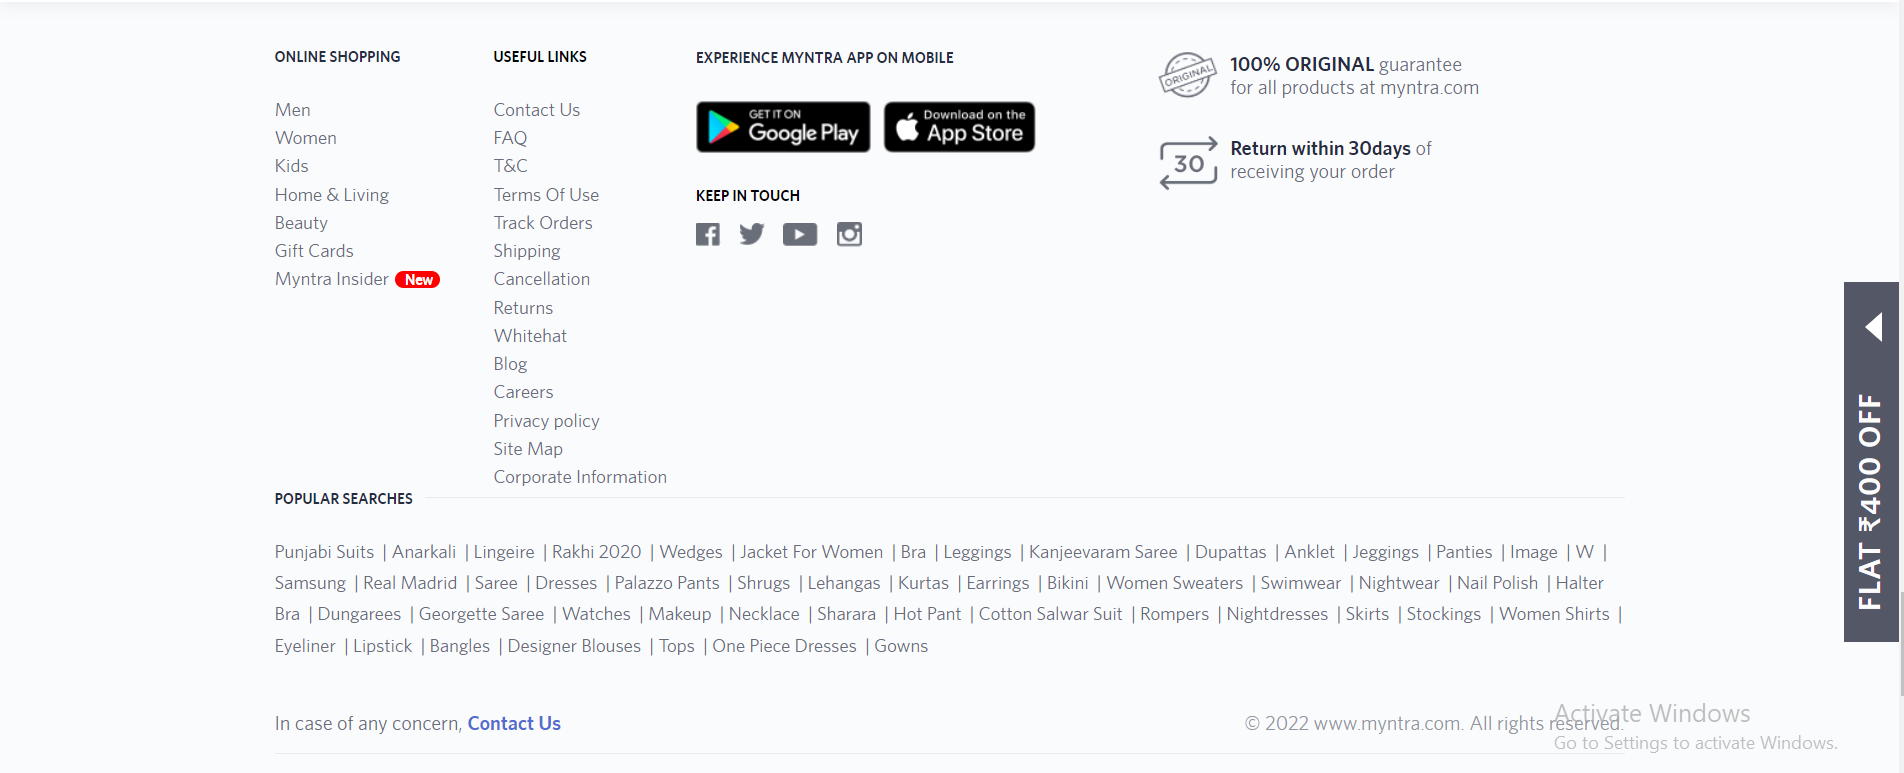 ONLINE SHOPPING
Men
Women
Kids
Home & Living
Beauty
Gift Cards
Myntra Insider New
USEFUL LINKS
Contact Us
FAQ
T&C
Terms Of Use
Track Orders
Shipping
Cancellation
Returns
Whitehat
Blog
Careers
Privacy policy
Site Map
Corporate Information
EXPERIENCE MYNTRA APP ON MOBILE
GET IT ON
Google Play
Download on the
App Store
KEEP IN TOUCH
ORIGINAL
100% ORIGINAL guarantee
for all products at myntra.com
30
Return within 30days of
receiving your order
FLAT ₹400 OFF
POPULAR SEARCHES
Punjabi Suits | Anarkali | Lingeire | Rakhi 2020 | Wedges | Jacket For Women | Bra | Leggings | Kanjeevaram Saree | Dupattas | Anklet | Jeggings | Panties | Image | W |
Samsung | Real Madrid | Saree | Dresses | Palazzo Pants | Shrugs | Lehangas | Kurtas | Earrings | Bikini | Women Sweaters | Swimwear | Nightwear | Nail Polish | Halter
Bra | Dungarees | Georgette Saree | Watches | Makeup | Necklace | Sharara | Hot Pant | Cotton Salwar Suit | Rompers | Nightdresses | Skirts | Stockings | Women Shirts |
Eyeliner | Lipstick | Bangles | Designer Blouses | Tops | One Piece Dresses | Gowns
In case of any concern, Contact Us
© 2022 www.myntra.com. All rights reserved.
Activate Windows
Go to Settings to activate Windows.